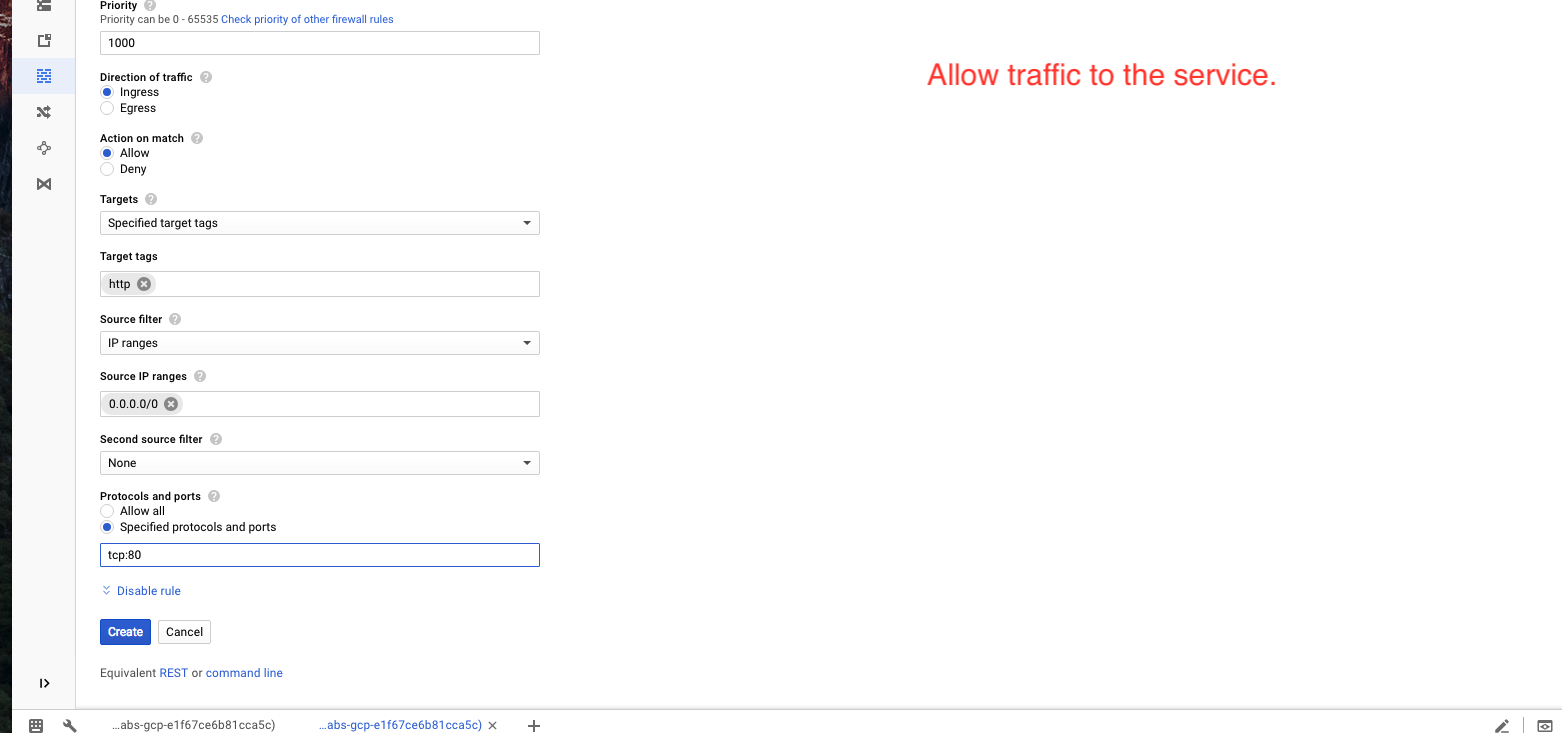 Priority
Priority can be 0 - 65535 Check priority of other firewall rules
1000
Allow traffic to the service.
Direction of traffic
Ingress
Egress
Action on match
Allow
Deny
Targets
Specified target tags
Target tags
http
Source filter
IP ranges
Source IP ranges
0.0.0.0/0
Second source filter
None
Protocols and ports
Allow all
Specified protocols and ports
tcp:80
Disable rule
Create Cancel
Equivalent REST or command line
...abs-gcp-e1f67ce6b81cca5c) ...abs-gcp-e1f67ce6b81cca5c)